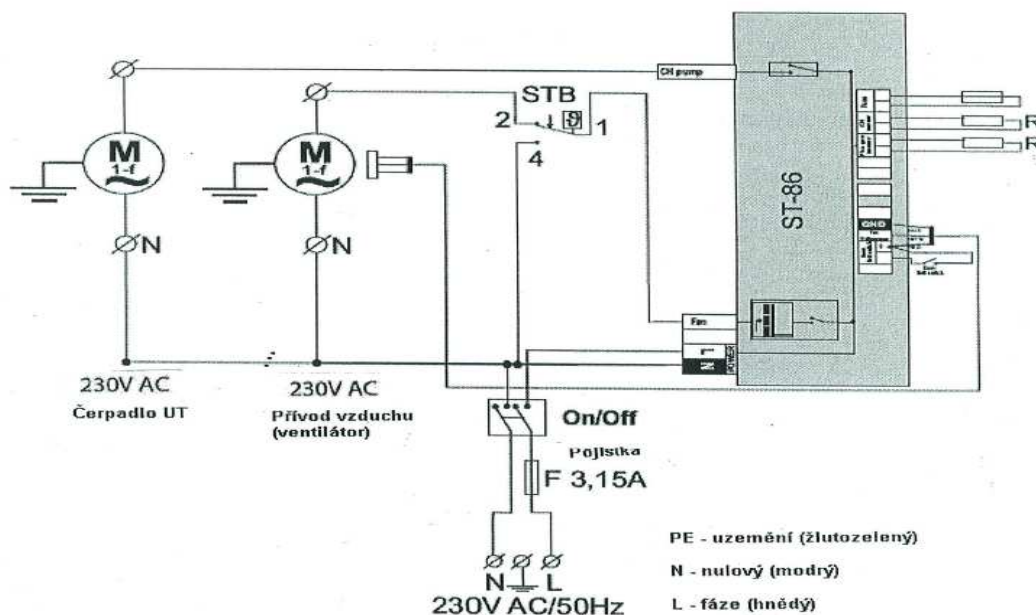 CH pump
STB
2
1
4
M
1-f
M
1-f
N
N
ST-86
R
R
GND
Fan
L
N
POWER
230V AC
230V AC
Čerpadlo UT
Přívod vzduchu
(ventilátor)
On/Off
Pojistka
F 3,15A
N
L
230V AC/50Hz
PE - uzemění (žlutozelený)
N - nulový (modrý)
L - fáze (hnědý)